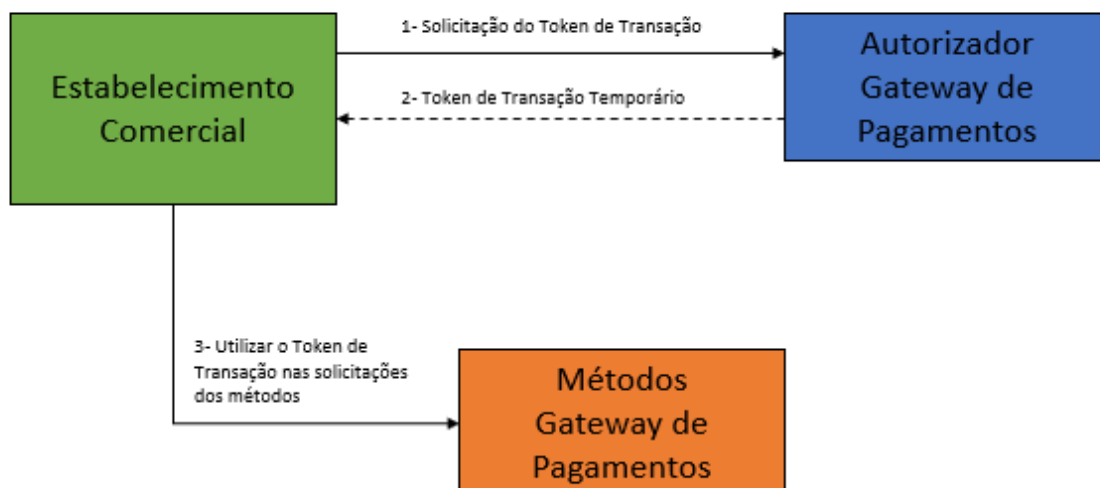 1- Solicitação do Token de Transação
Estabelecimento
Comercial
2- Token de Transação Temporário
Autorizador
Gateway de
Pagamentos
3- Utilizar o Token de
Transação nas solicitações
dos métodos
Métodos
Gateway de
Pagamentos